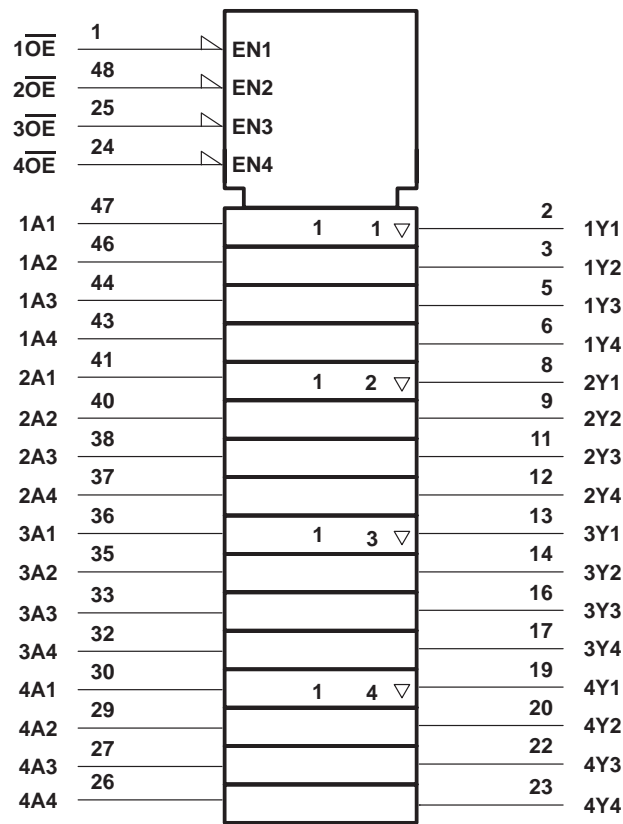 1O̅E̅ 1 EN1
2O̅E̅ 48 EN2
3O̅E̅ 25 EN3
4O̅E̅ 24 EN4
1A1 47 1 1 ▽ 2 1Y1
1A2 46 3 1Y2
1A3 44 5 1Y3
1A4 43 6 1Y4
2A1 41 1 2 ▽ 8 2Y1
2A2 40 9 2Y2
2A3 38 11 2Y3
2A4 37 12 2Y4
3A1 36 1 3 ▽ 13 3Y1
3A2 35 14 3Y2
3A3 33 16 3Y3
3A4 32 17 3Y4
4A1 30 1 4 ▽ 19 4Y1
4A2 29 20 4Y2
4A3 27 22 4Y3
4A4 26 23 4Y4